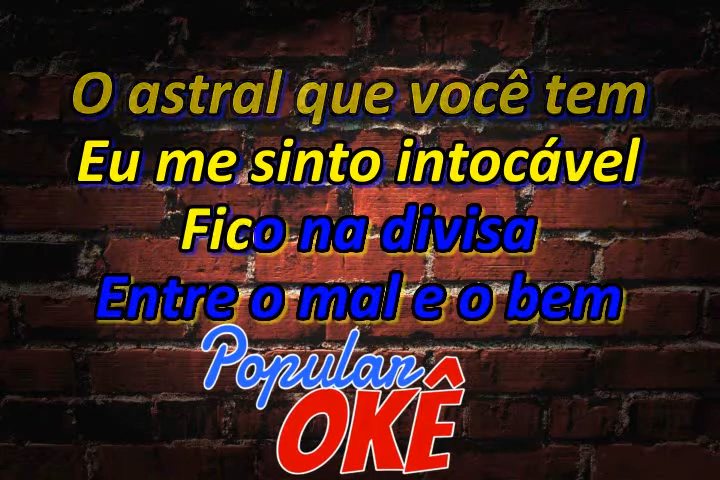 O astral que você tem
Eu me sinto intocável
Fico na divisa
Entre o mal e o bem
Popular
OKÊ